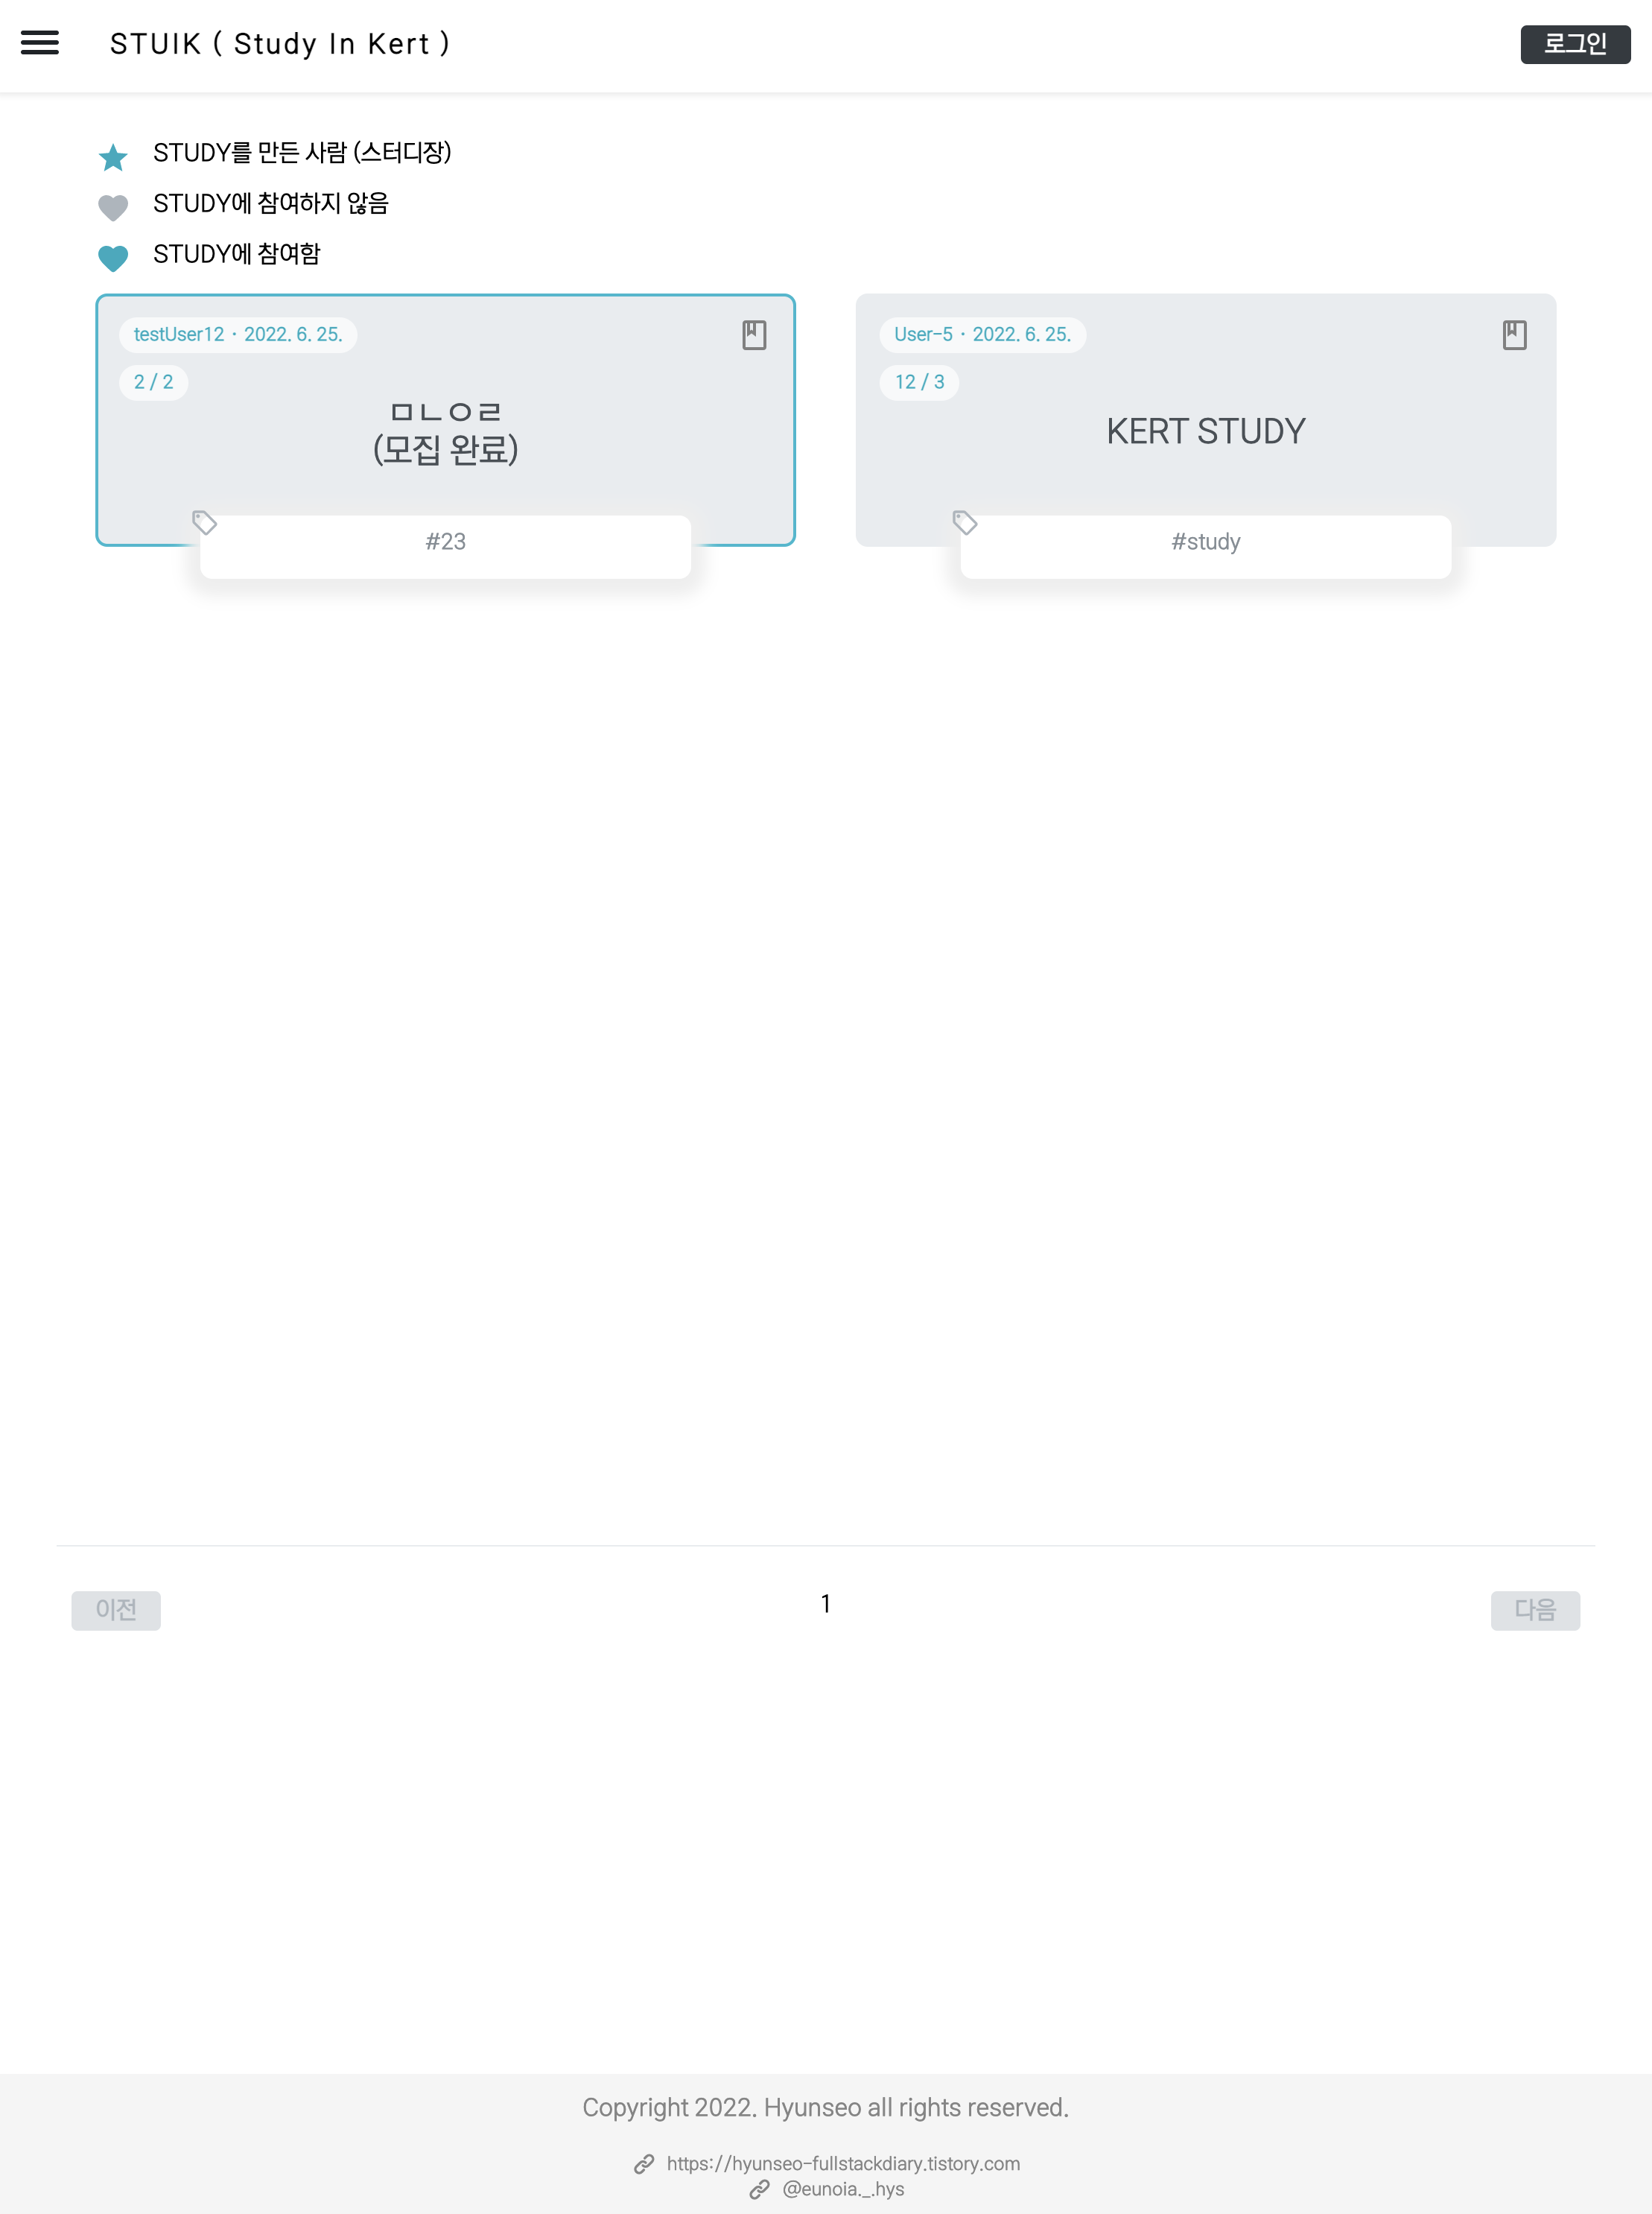 STUIK ( Study In Kert )
로그인
STUDY를 만든 사람 (스터디장)
STUDY에 참여하지 않음
STUDY에 참여함
testUser12 · 2022. 6. 25.
2 / 2
ㅁㄴㅇㄹ
(모집 완료)
#23
User-5 · 2022. 6. 25.
12 / 3
KERT STUDY
#study
이전
1
다음
Copyright 2022. Hyunseo all rights reserved.
https://hyunseo-fullstackdiary.tistory.com
@eunoia._.hys